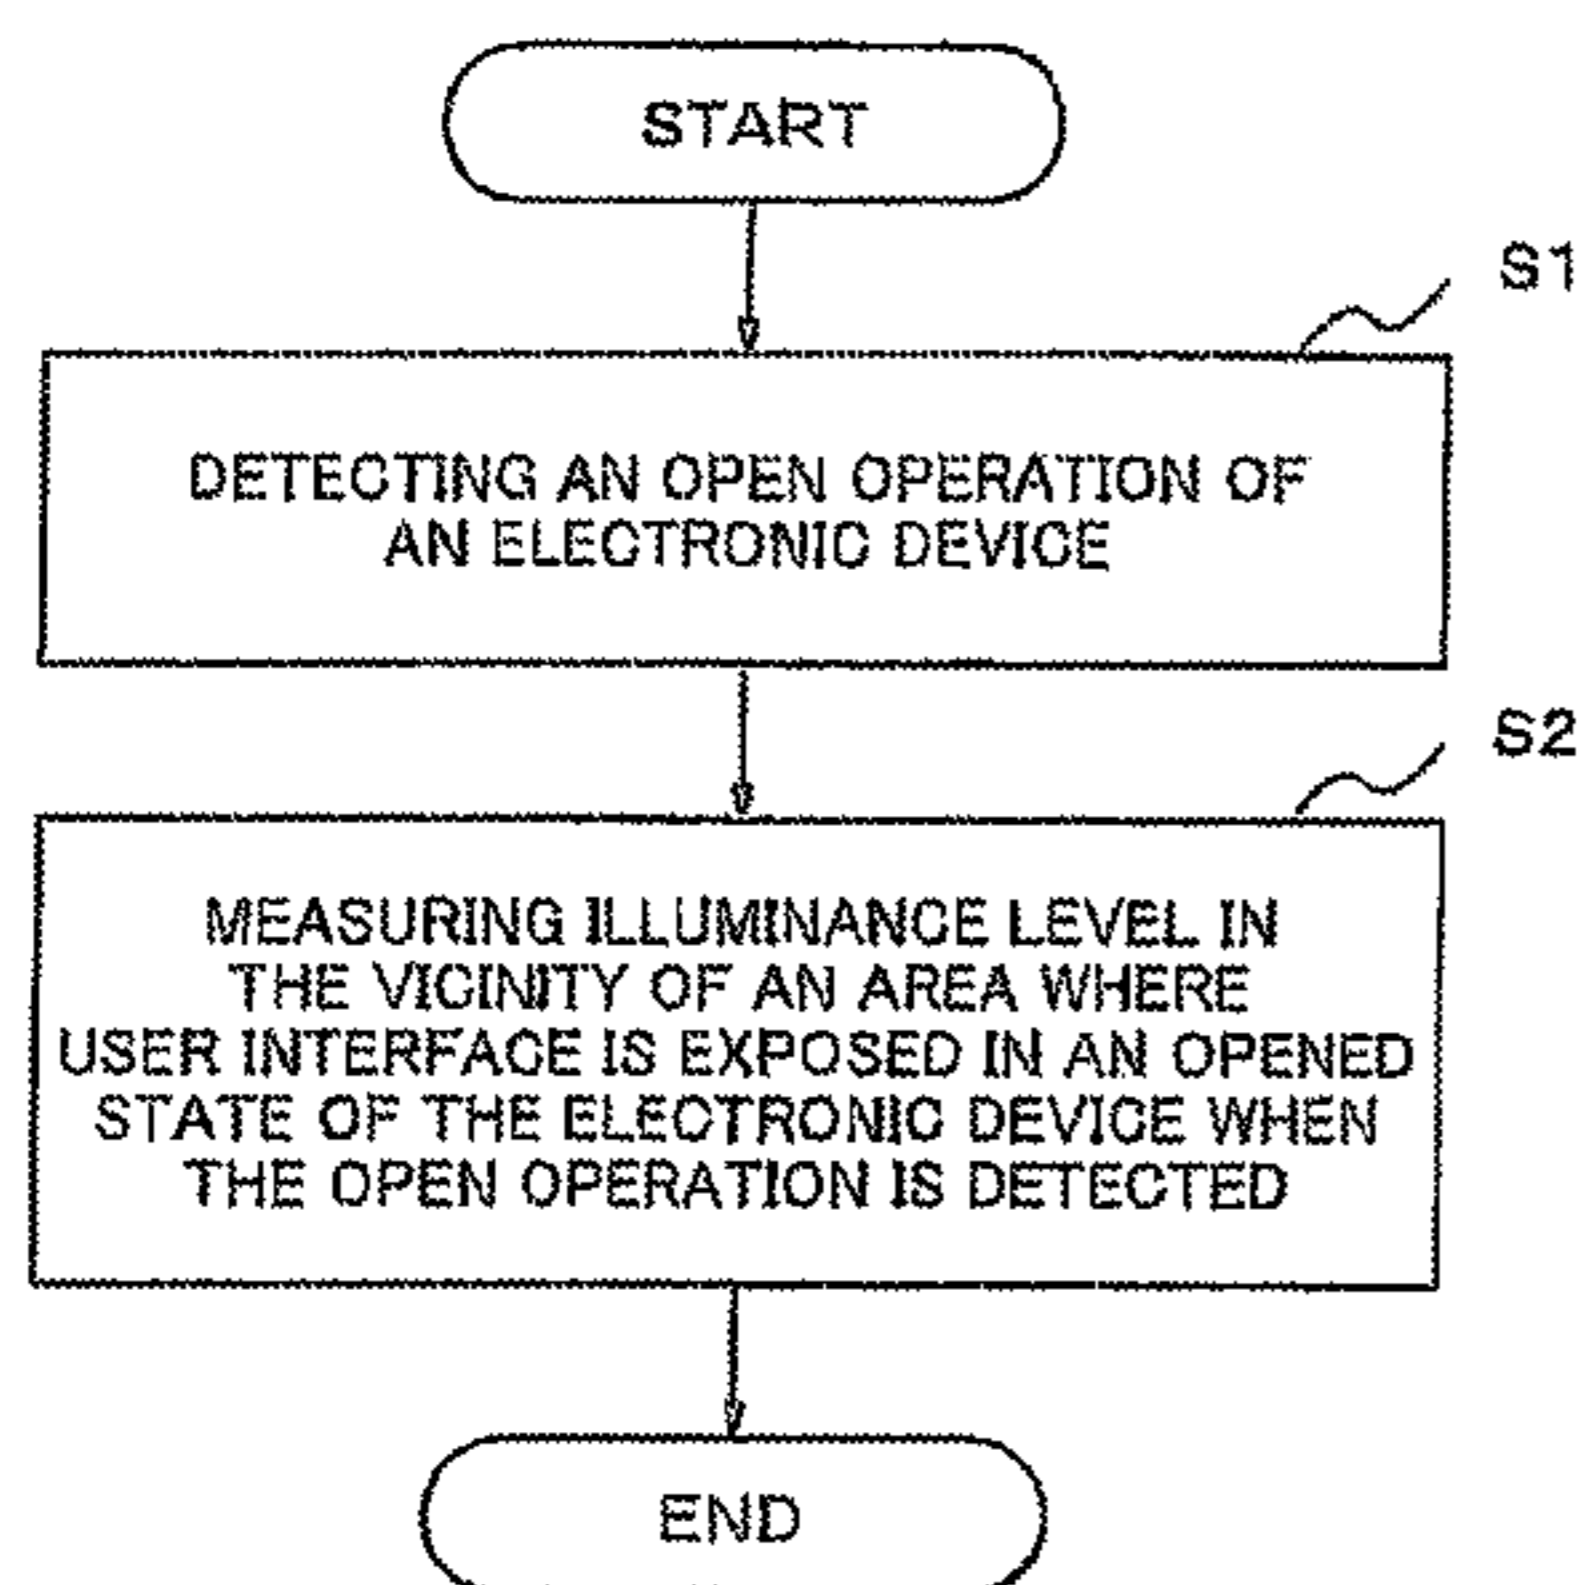 START
S1
DETECTING AN OPEN OPERATION OF
AN ELECTRONIC DEVICE
S2
MEASURING ILLUMINANCE LEVEL IN
THE VICINITY OF AN AREA WHERE
USER INTERFACE IS EXPOSED IN AN OPENED
STATE OF THE ELECTRONIC DEVICE WHEN
THE OPEN OPERATION IS DETECTED
END